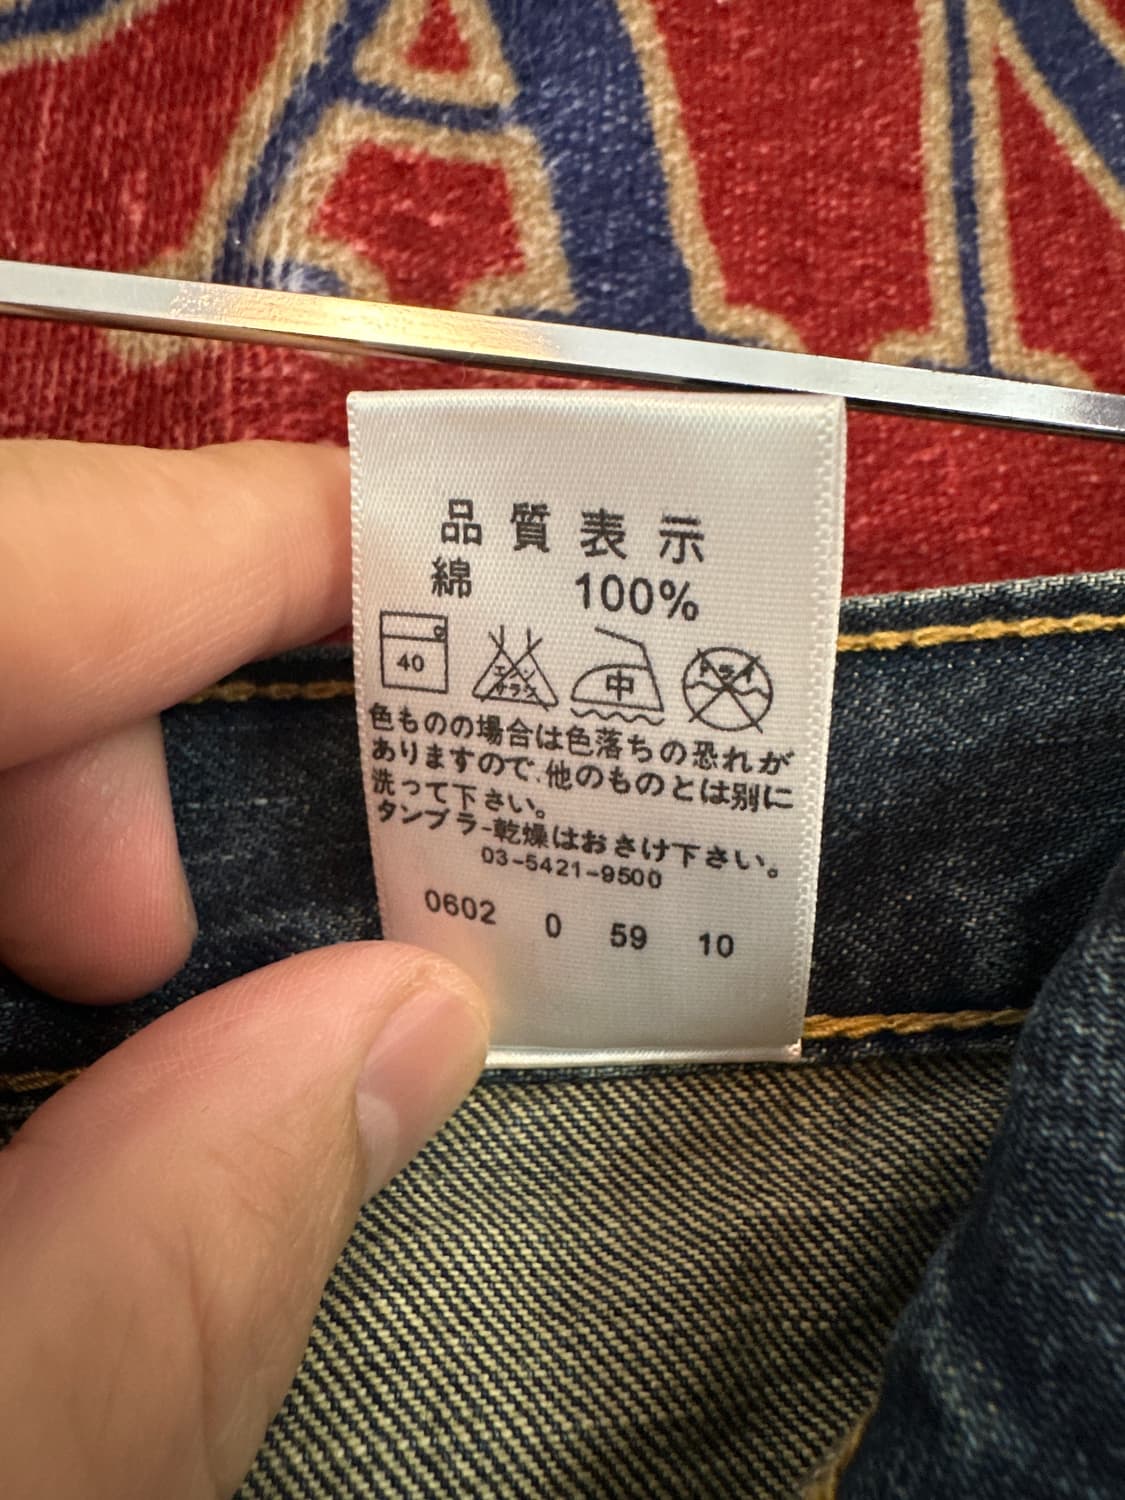 品質表示
綿 100%
40 エンソサラシ 中 ドライ
色ものの場合は色落ちの恐れが
ありますので、他のものとは別に
洗って下さい。
タンブラ-乾燥はおさけ下さい。
03-5421-9500
0602 0 59 10